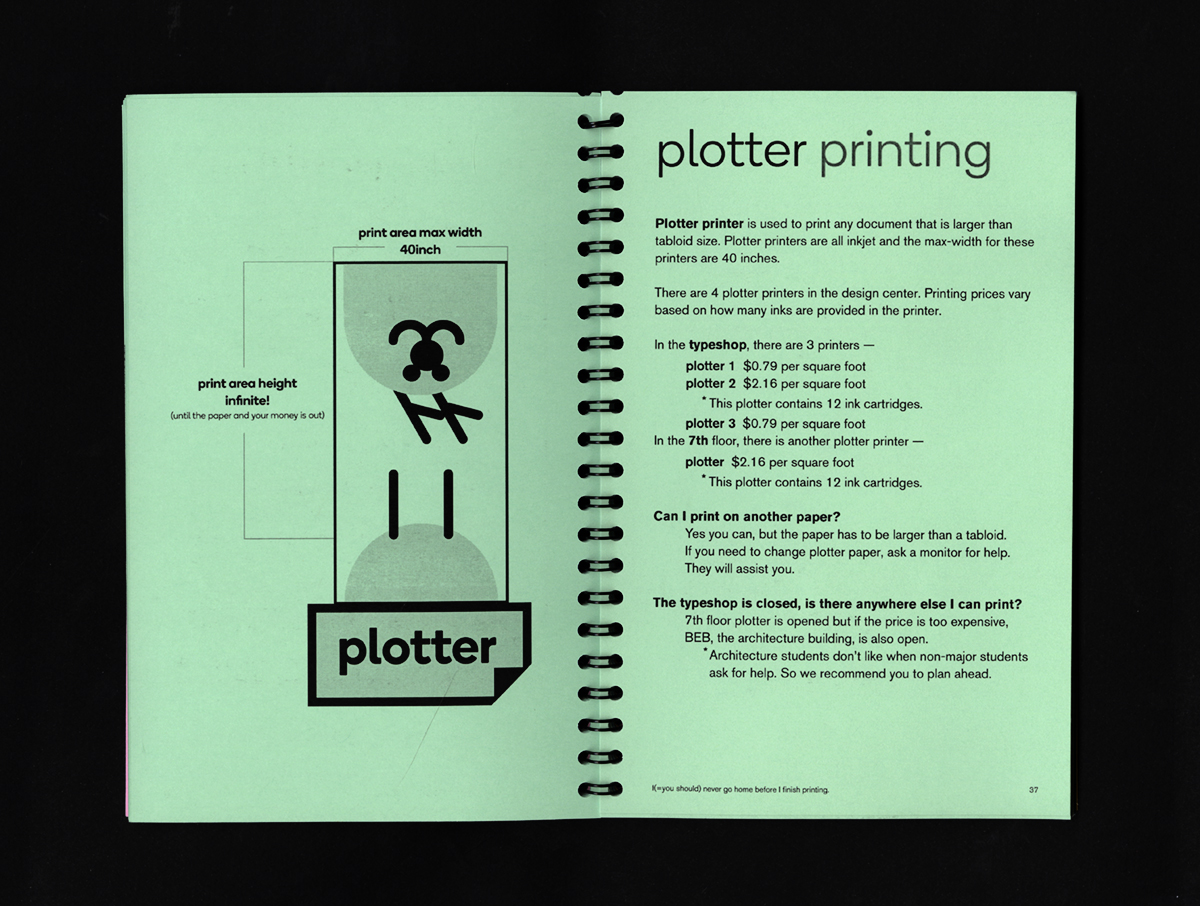 print area max width
40inch
print area height
infinite!
(until the paper and your money is out)
plotter
plotter printing
Plotter printer is used to print any document that is larger than
tabloid size. Plotter printers are all inkjet and the max-width for these
printers are 40 inches.
There are 4 plotter printers in the design center. Printing prices vary
based on how many inks are provided in the printer.
In the typeshop, there are 3 printers —
plotter 1 $0.79 per square foot
plotter 2 $2.16 per square foot
* This plotter contains 12 ink cartridges.
plotter 3 $0.79 per square foot
In the 7th floor, there is another plotter printer —
plotter $2.16 per square foot
* This plotter contains 12 ink cartridges.
Can I print on another paper?
Yes you can, but the paper has to be larger than a tabloid.
If you need to change plotter paper, ask a monitor for help.
They will assist you.
The typeshop is closed, is there anywhere else I can print?
7th floor plotter is opened but if the price is too expensive,
BEB, the architecture building, is also open.
* Architecture students don't like when non-major students
ask for help. So we recommend you to plan ahead.
I(=you should) never go home before I finish printing.
37